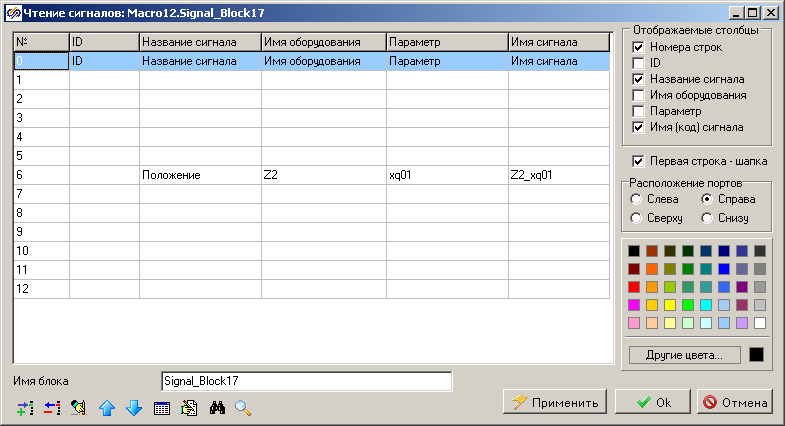 Чтение сигналов: Macro12.Signal_Block17
№ ID Название сигнала Имя оборудования Параметр Имя сигнала
0 ID Название сигнала Имя оборудования Параметр Имя сигнала
1
2
3
4
5
6 Положение Z2 xq01 Z2_xq01
7
8
9
10
11
12
Имя блока Signal_Block17
Отображаемые столбцы
Номера строк
ID
Название сигнала
Имя оборудования
Параметр
Имя (код) сигнала
Первая строка - шапка
Расположение портов
Слева Справа
Сверху Снизу
Другие цвета...
Применить Ok Отмена